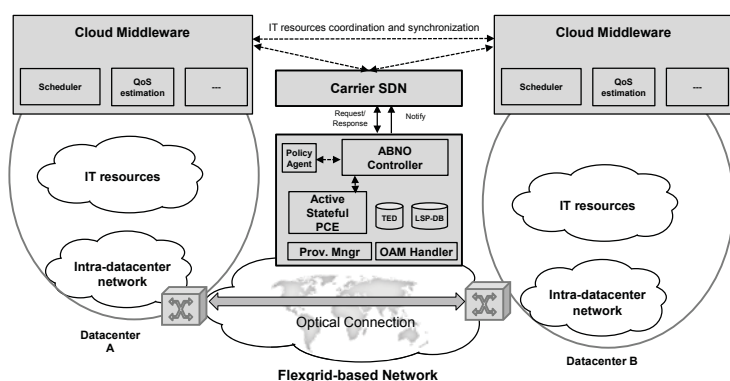 IT resources coordination and synchronization
Cloud Middleware
Scheduler
QoS
estimation
---
Carrier SDN
Cloud Middleware
Scheduler
QoS
estimation
---
Request/
Response
Notify
Policy
Agent
ABNO
Controller
Active
Stateful
PCE
TED
LSP-DB
Prov. Mngr
OAM Handler
IT resources
Intra-datacenter
network
IT resources
Intra-datacenter
network
Optical Connection
Datacenter
A
Datacenter B
Flexgrid-based Network